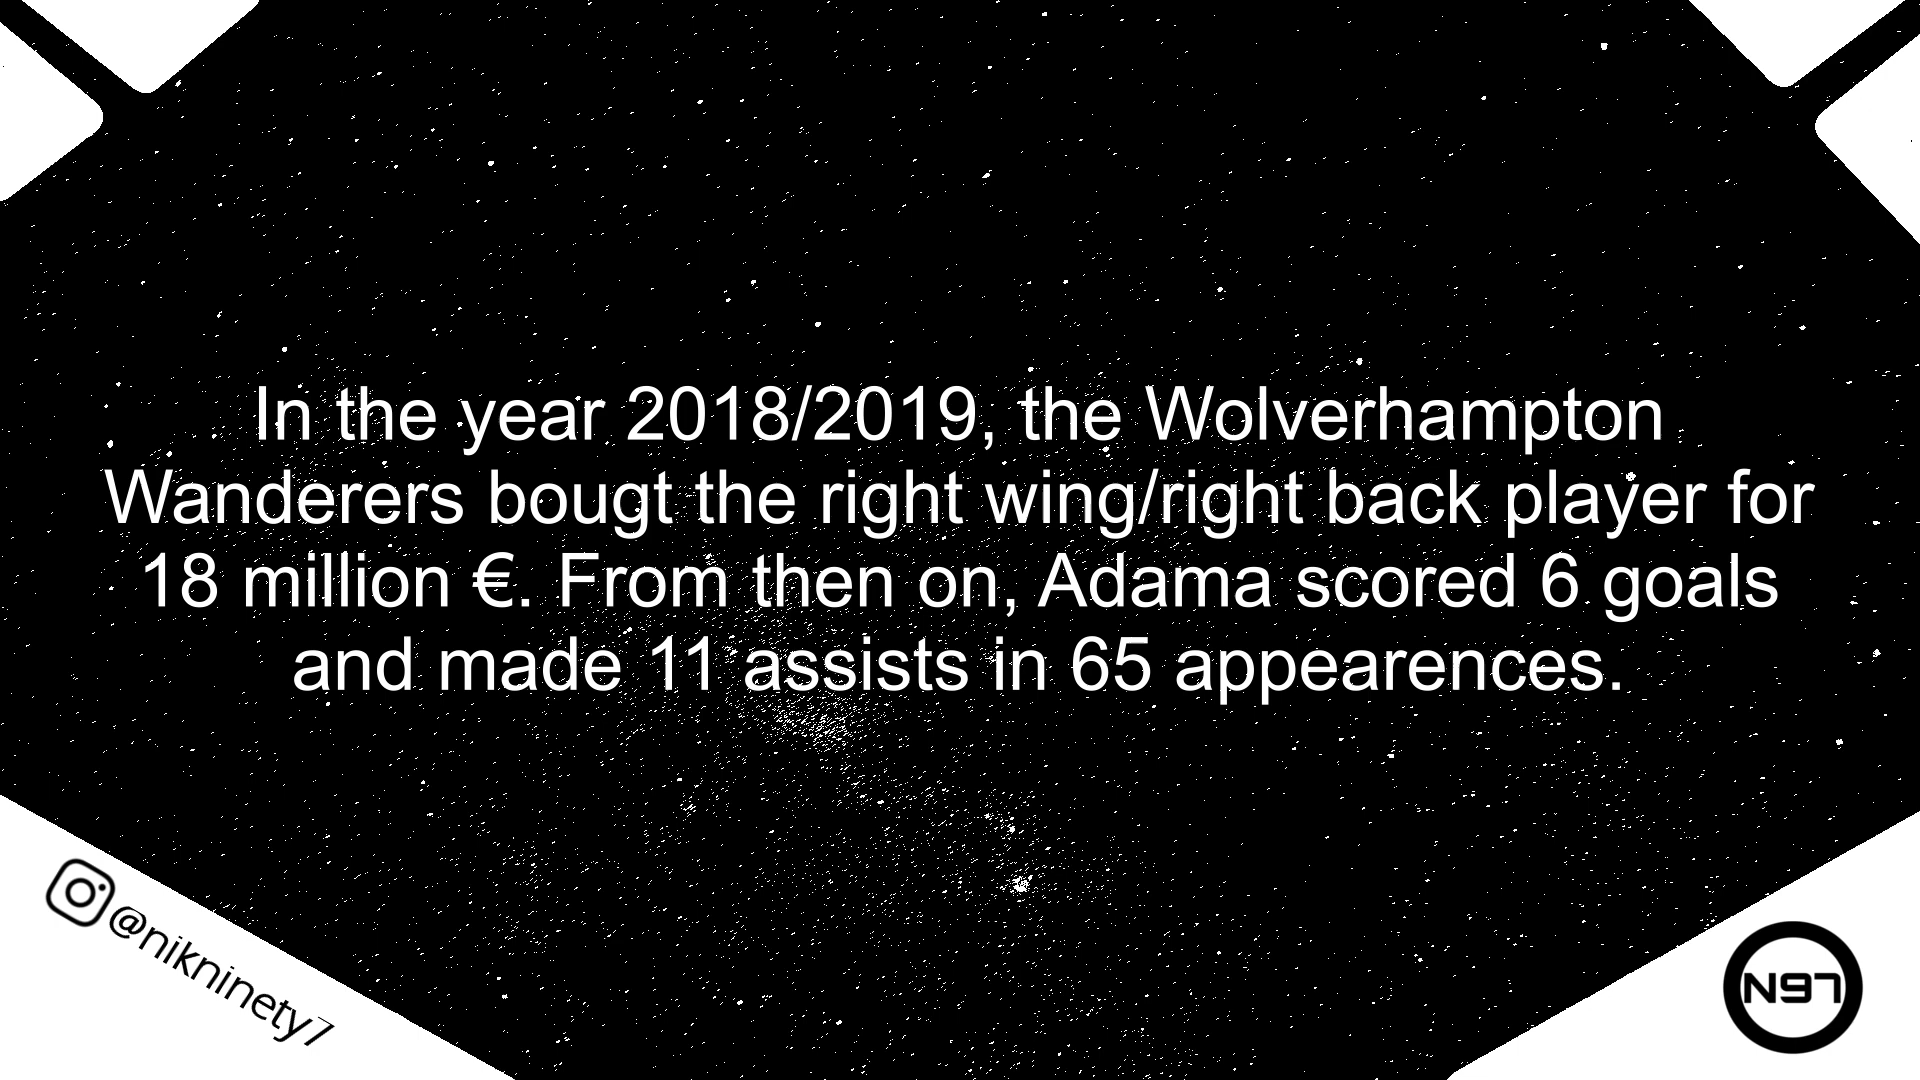 In the year 2018/2019, the Wolverhampton
Wanderers bougt the right wing/right back player for
18 million €. From then on, Adama scored 6 goals
and made 11 assists in 65 appearences.
@nikninety7
N97